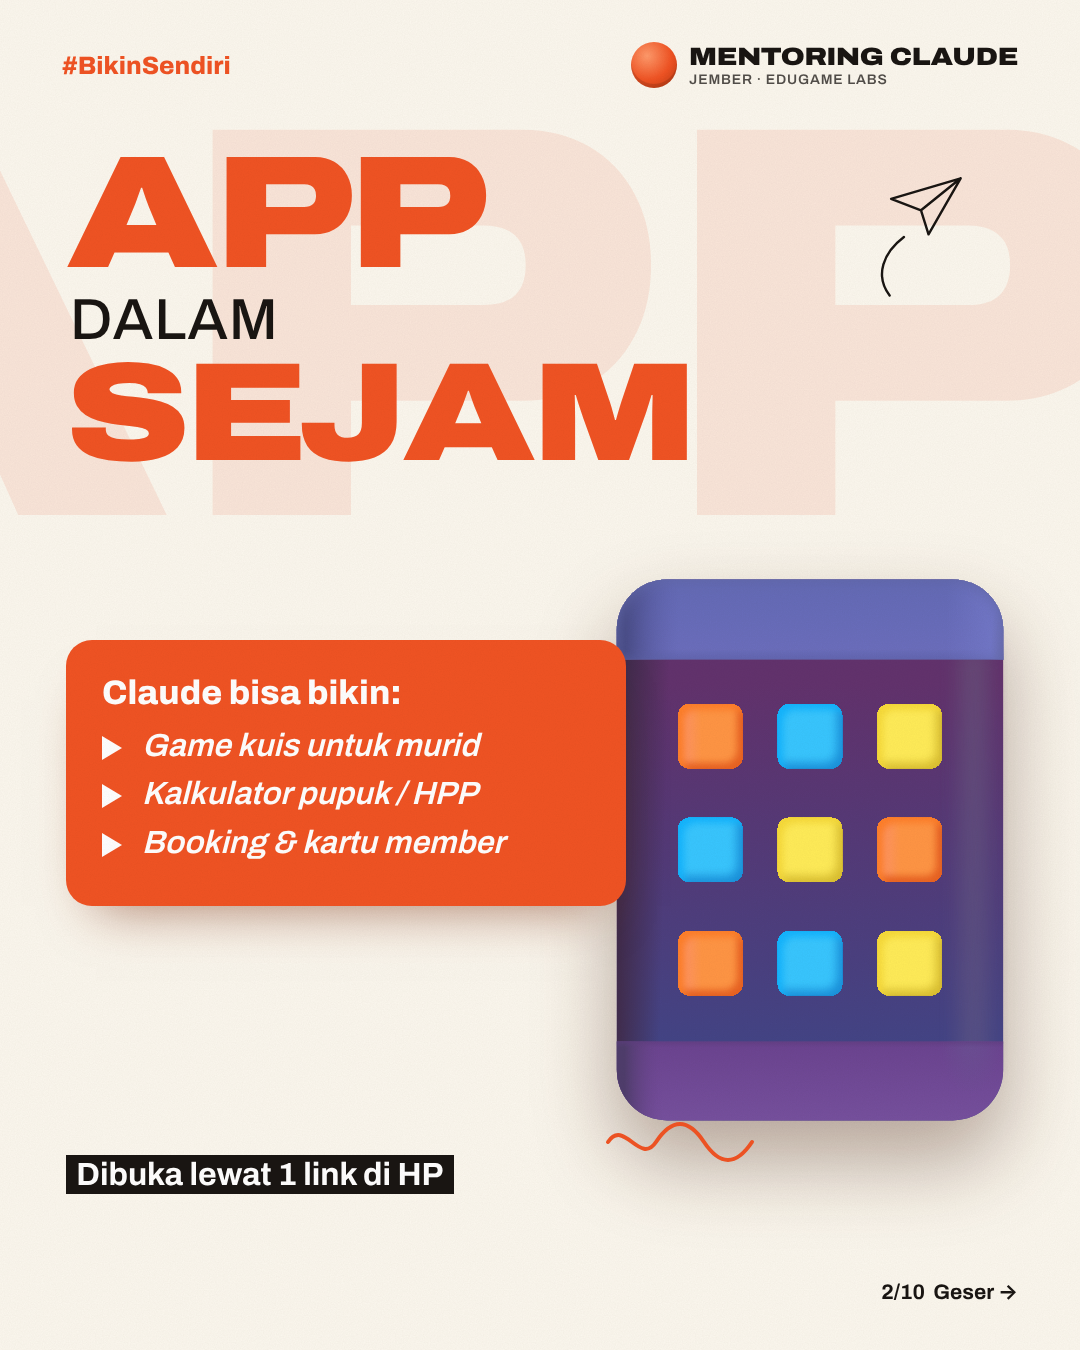 #BikinSendiri
MENTORING CLAUDE
JEMBER · EDUGAME LABS
APP
APP
DALAM
SEJAM
Claude bisa bikin:
Game kuis untuk murid
Kalkulator pupuk / HPP
Booking & kartu member
Dibuka lewat 1 link di HP
2/10 Geser →